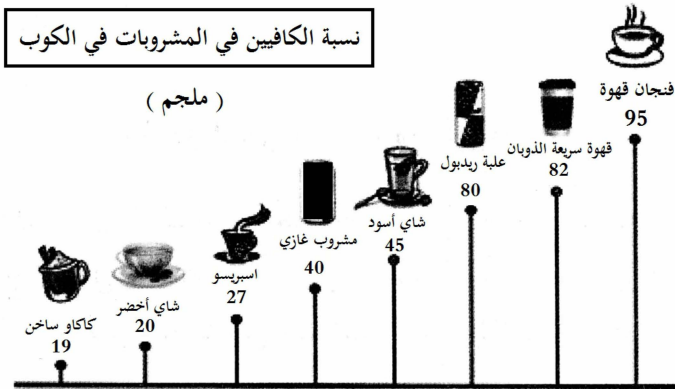 نسبة الكافيين في المشروبات في الكوب
( ملجم )
فنجان قهوة
95
قهوة سريعة الذوبان
82
علبة ريدبول
80
شاي أسود
45
مشروب غازي
40
اسبريسو
27
شاي أخضر
20
كاكاو ساخن
19